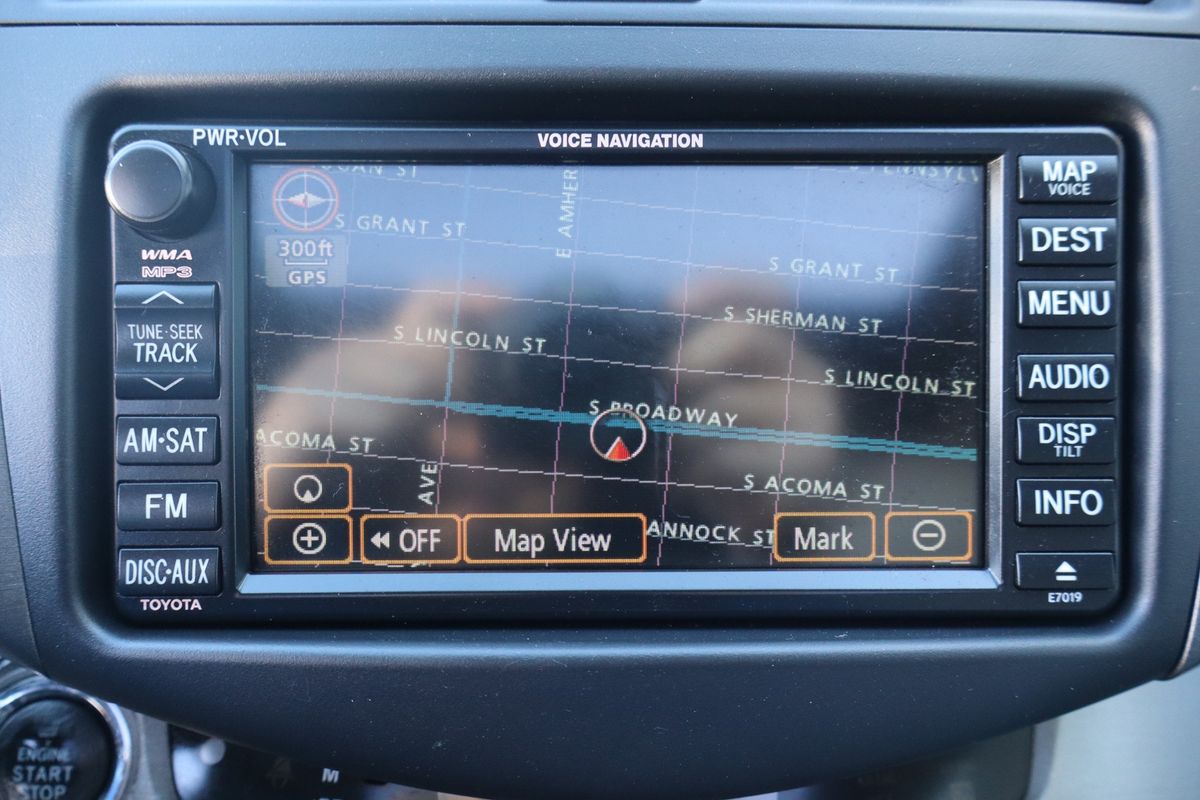 PWR·VOL
VOICE NAVIGATION
WMA
MP3
TUNE·SEEK
TRACK
AM·SAT
FM
DISC·AUX
TOYOTA
300ft
GPS
E AMHER
S PENNSYLV
S GRANT ST
S GRANT ST
S SHERMAN ST
S LINCOLN ST
S LINCOLN ST
S BROADWAY
ACOMA ST
S ACOMA ST
AVE
ANNOCK ST
OFF
Map View
Mark
MAP
VOICE
DEST
MENU
AUDIO
DISP
TILT
INFO
E7019
ENGINE
START
STOP
M